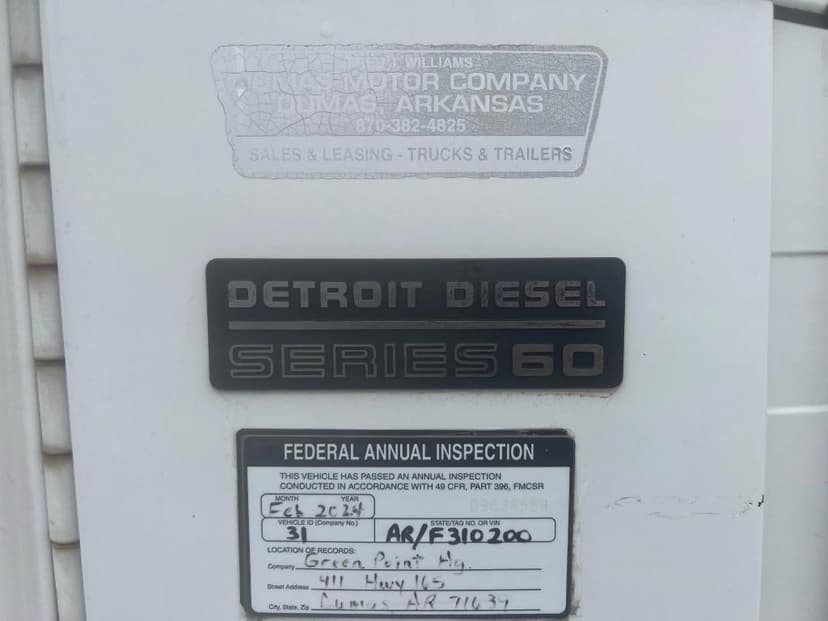 WILLIAMS
DUMAS MOTOR COMPANY
DUMAS, ARKANSAS
870-382-4825
SALES & LEASING - TRUCKS & TRAILERS
DETROIT DIESEL
SERIES 60
FEDERAL ANNUAL INSPECTION
THIS VEHICLE HAS PASSED AN ANNUAL INSPECTION
CONDUCTED IN ACCORDANCE WITH 49 CFR, PART 396, FMCSR
MONTH YEAR
Feb 2024
VEHICLE ID (Company No.) STATE/TAG NO. OR VIN
31 AR/F310200
LOCATION OF RECORDS:
Company Green Point Ag.
Street Address 411 Hwy 165
City, State, Zip Dumas AR 71639